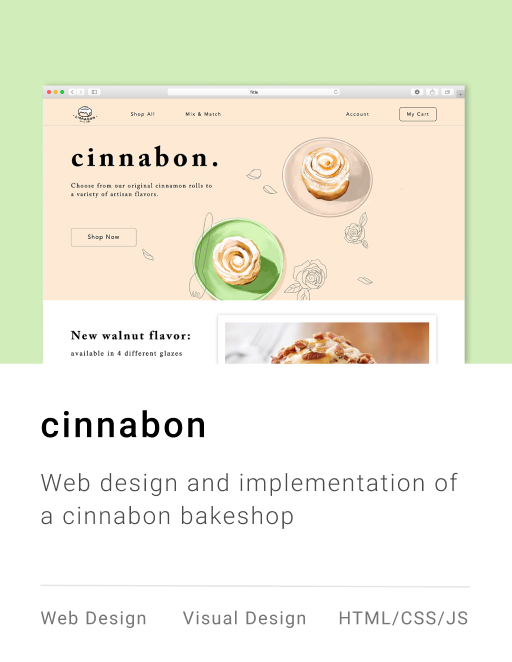 Title
Shop All
Mix & Match
Account
My Cart
cinnabon.
Choose from our original cinnamon rolls to
a variety of artisan flavors.
Shop Now
New walnut flavor:
available in 4 different glazes
cinnabon
Web design and implementation of
a cinnabon bakeshop
Web Design
Visual Design
HTML/CSS/JS